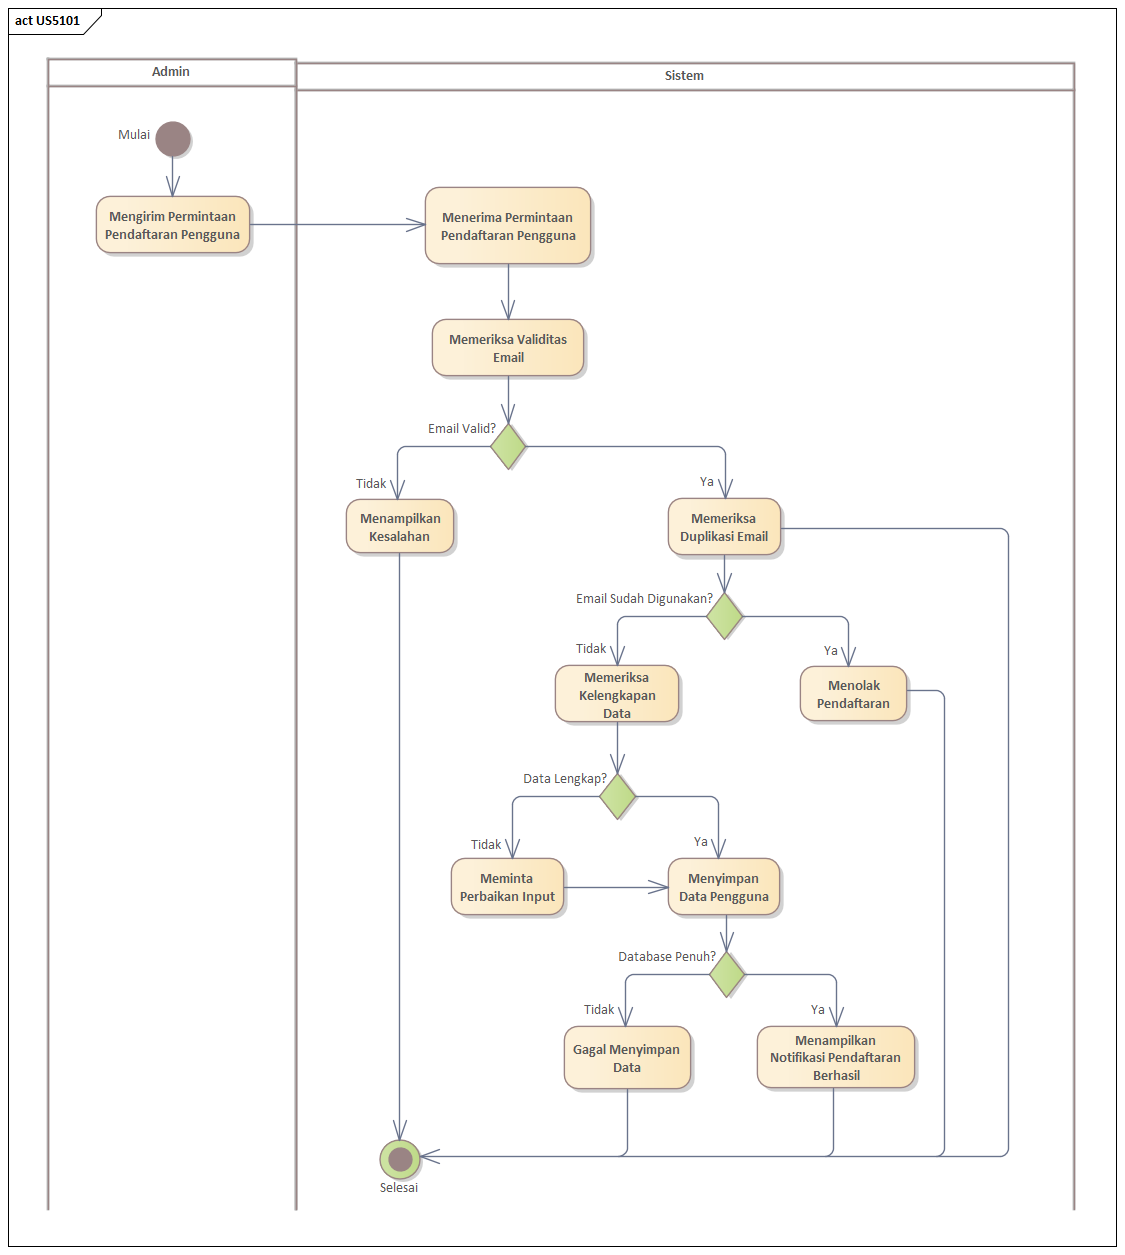 act US5101
Admin
Sistem
Mulai
Mengirim Permintaan
Pendaftaran Pengguna
Menerima Permintaan
Pendaftaran Pengguna
Memeriksa Validitas
Email
Email Valid?
Tidak
Ya
Menampilkan
Kesalahan
Memeriksa
Duplikasi Email
Email Sudah Digunakan?
Tidak
Ya
Memeriksa
Kelengkapan
Data
Menolak
Pendaftaran
Data Lengkap?
Tidak
Ya
Meminta
Perbaikan Input
Menyimpan
Data Pengguna
Database Penuh?
Tidak
Ya
Gagal Menyimpan
Data
Menampilkan
Notifikasi Pendaftaran
Berhasil
Selesai